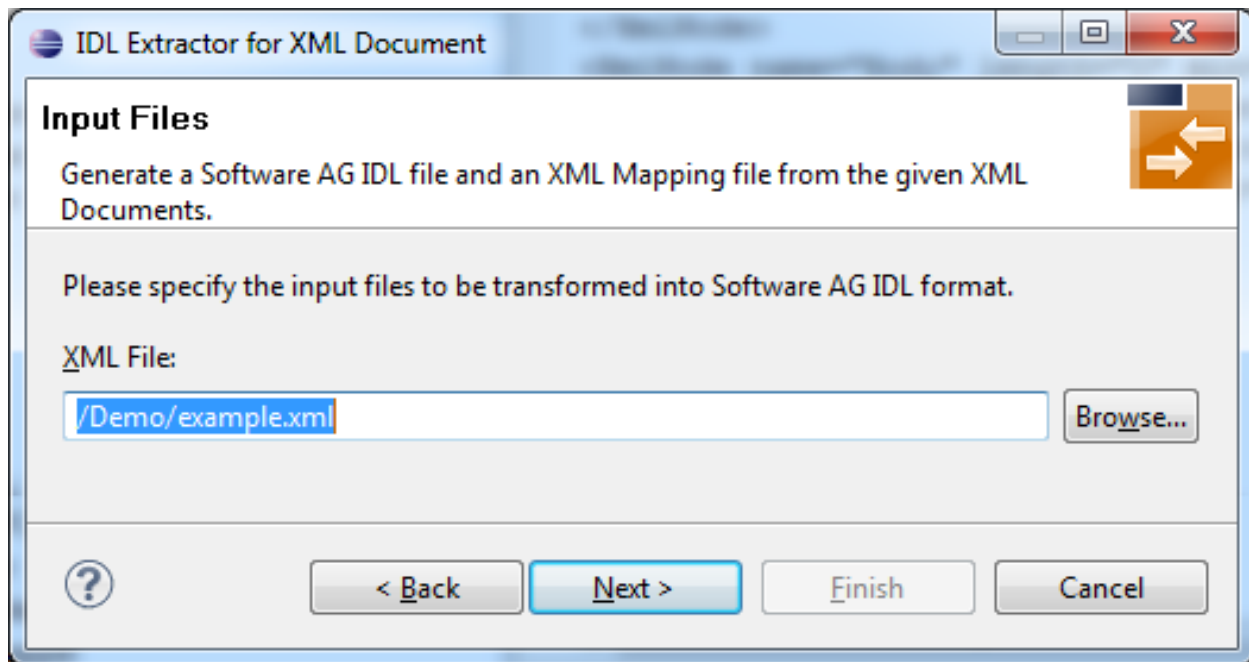 IDL Extractor for XML Document
Input Files
Generate a Software AG IDL file and an XML Mapping file from the given XML
Documents.
Please specify the input files to be transformed into Software AG IDL format.
XML File:
/Demo/example.xml
Browse...
< Back
Next >
Finish
Cancel